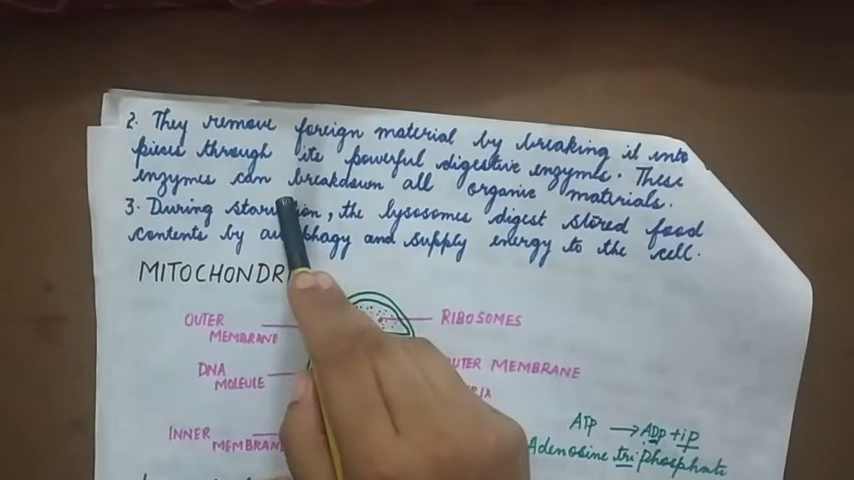 2. They remove foreign material by breaking it into
pieces through its powerful digestive enzymes. These
enzymes can breakdown all organic materials.
3. During starvation, the lysosomes digest stored food
contents by autophagy and supply energy to the cell.
MITOCHONDR
OUTER
MEMBRANE
RIBOSOMES
DNA
MOLEULE
OUTER MEMBRANE
INNER
MEMBRANE
ATP → ADP + iP
Adenosine triphosphate